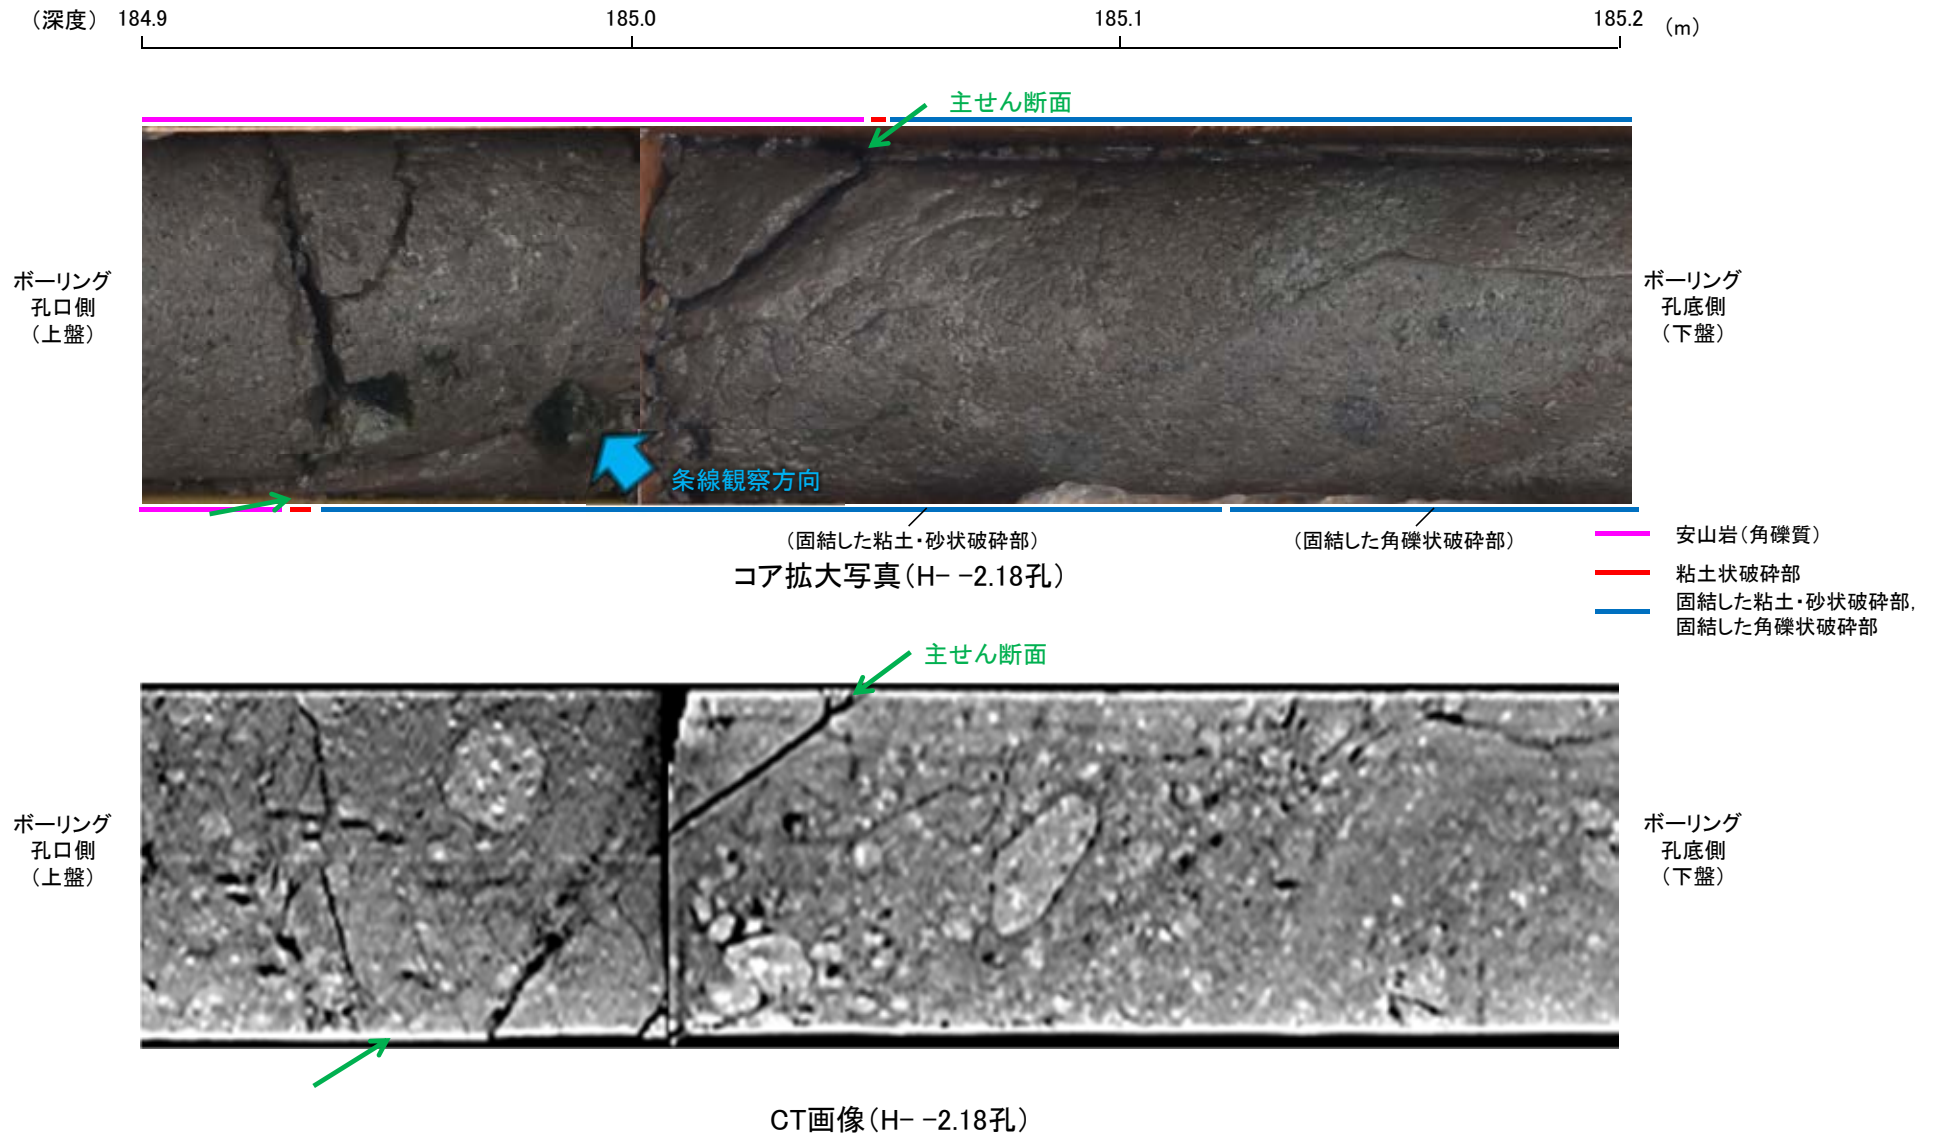 （深度） 184.9 185.0 185.1 185.2 （m）
主せん断面
ボーリング
孔口側
（上盤）
ボーリング
孔底側
（下盤）
条線観察方向
（固結した粘土・砂状破砕部）
（固結した角礫状破砕部）
コア拡大写真（H- -2.18孔）
安山岩（角礫質）
粘土状破砕部
固結した粘土・砂状破砕部，
固結した角礫状破砕部
主せん断面
ボーリング
孔口側
（上盤）
ボーリング
孔底側
（下盤）
CT画像（H- -2.18孔）